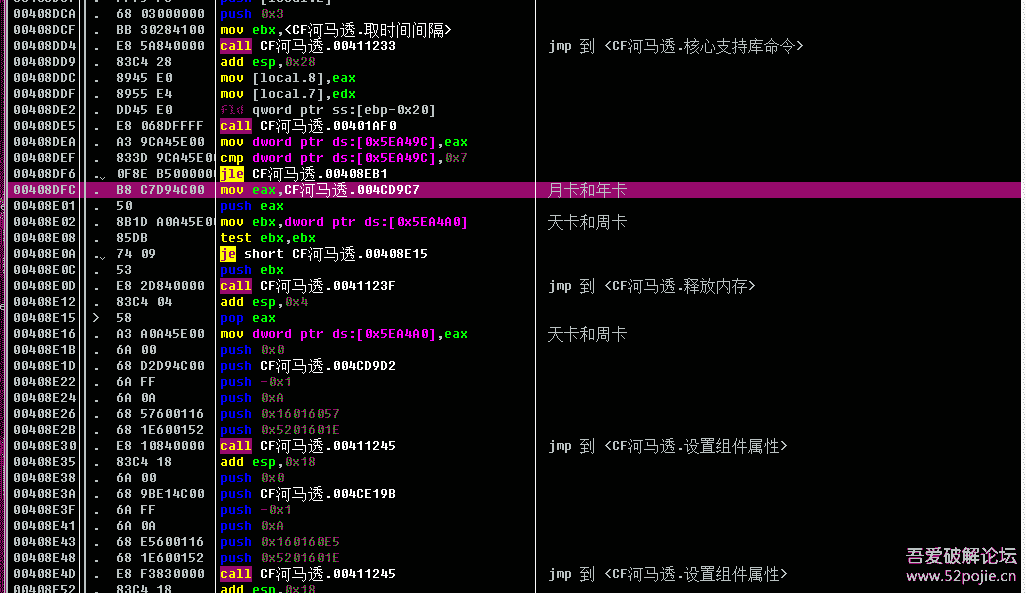 00408DCA . 68 03000000 push 0x3
00408DCF . BB 30284100 mov ebx,<CF河马透.取时间间隔>
00408DD4 . E8 5A840000 call CF河马透.00411233 jmp 到 <CF河马透.核心支持库命令>
00408DD9 . 83C4 28 add esp,0x28
00408DDC . 8945 E0 mov [local.8],eax
00408DDF . 8955 E4 mov [local.7],edx
00408DE2 . DD45 E0 fld qword ptr ss:[ebp-0x20]
00408DE5 . E8 068DFFFF call CF河马透.00401AF0
00408DEA . A3 9CA45E00 mov dword ptr ds:[0x5EA49C],eax
00408DEF . 833D 9CA45E00 cmp dword ptr ds:[0x5EA49C],0x7
00408DF6 .ˬ 0F8E B5000000 jle CF河马透.00408EB1
00408DFC . B8 C7D94C00 mov eax,CF河马透.004CD9C7 月卡和年卡
00408E01 . 50 push eax
00408E02 . 8B1D A0A45E00 mov ebx,dword ptr ds:[0x5EA4A0] 天卡和周卡
00408E08 . 85DB test ebx,ebx
00408E0A .ˬ 74 09 je short CF河马透.00408E15
00408E0C . 53 push ebx
00408E0D . E8 2D840000 call CF河马透.0041123F jmp 到 <CF河马透.释放内存>
00408E12 . 83C4 04 add esp,0x4
00408E15 > 58 pop eax
00408E16 . A3 A0A45E00 mov dword ptr ds:[0x5EA4A0],eax 天卡和周卡
00408E1B . 6A 00 push 0x0
00408E1D . 68 D2D94C00 push CF河马透.004CD9D2
00408E22 . 6A FF push -0x1
00408E24 . 6A 0A push 0xA
00408E26 . 68 57600116 push 0x16016057
00408E2B . 68 1E600152 push 0x5201601E
00408E30 . E8 10840000 call CF河马透.00411245 jmp 到 <CF河马透.设置组件属性>
00408E35 . 83C4 18 add esp,0x18
00408E38 . 6A 00 push 0x0
00408E3A . 68 9BE14C00 push CF河马透.004CE19B
00408E3F . 6A FF push -0x1
00408E41 . 6A 0A push 0xA
00408E43 . 68 E5600116 push 0x160160E5
00408E48 . 68 1E600152 push 0x5201601E
00408E4D . E8 F3830000 call CF河马透.00411245 jmp 到 <CF河马透.设置组件属性>
00408E52 . 83C4 18 add esp,0x18
吾爱破解论坛
www.52pojie.cn